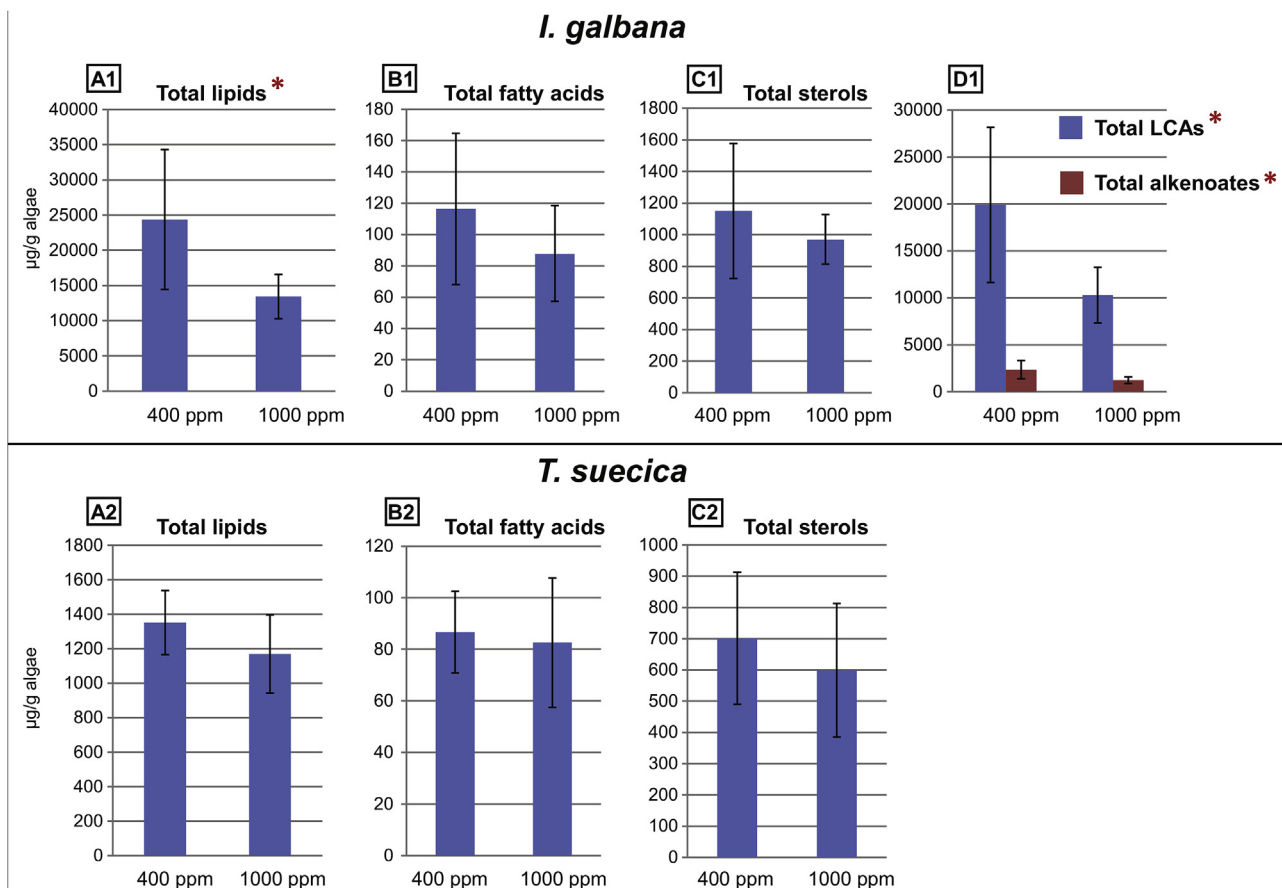 I. galbana
A1
Total lipids *
40000
35000
30000
25000
20000
15000
10000
5000
0
µg/g algae
400 ppm
1000 ppm
B1
Total fatty acids
180
160
140
120
100
80
60
40
20
0
400 ppm
1000 ppm
C1
Total sterols
1800
1600
1400
1200
1000
800
600
400
200
0
400 ppm
1000 ppm
D1
30000
25000
20000
15000
10000
5000
0
Total LCAs *
Total alkenoates *
400 ppm
1000 ppm
T. suecica
A2
Total lipids
1800
1600
1400
1200
1000
800
600
400
200
0
µg/g algae
400 ppm
1000 ppm
B2
Total fatty acids
120
100
80
60
40
20
0
400 ppm
1000 ppm
C2
Total sterols
1000
900
800
700
600
500
400
300
200
100
0
400 ppm
1000 ppm